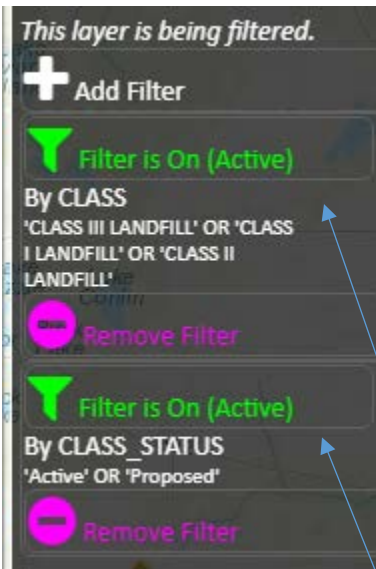 This layer is being filtered.
Add Filter
Filter is On (Active)
By CLASS
'CLASS III LANDFILL' OR 'CLASS
I LANDFILL' OR 'CLASS II
LANDFILL'
Remove Filter
Filter is On (Active)
By CLASS_STATUS
'Active' OR 'Proposed'
Remove Filter